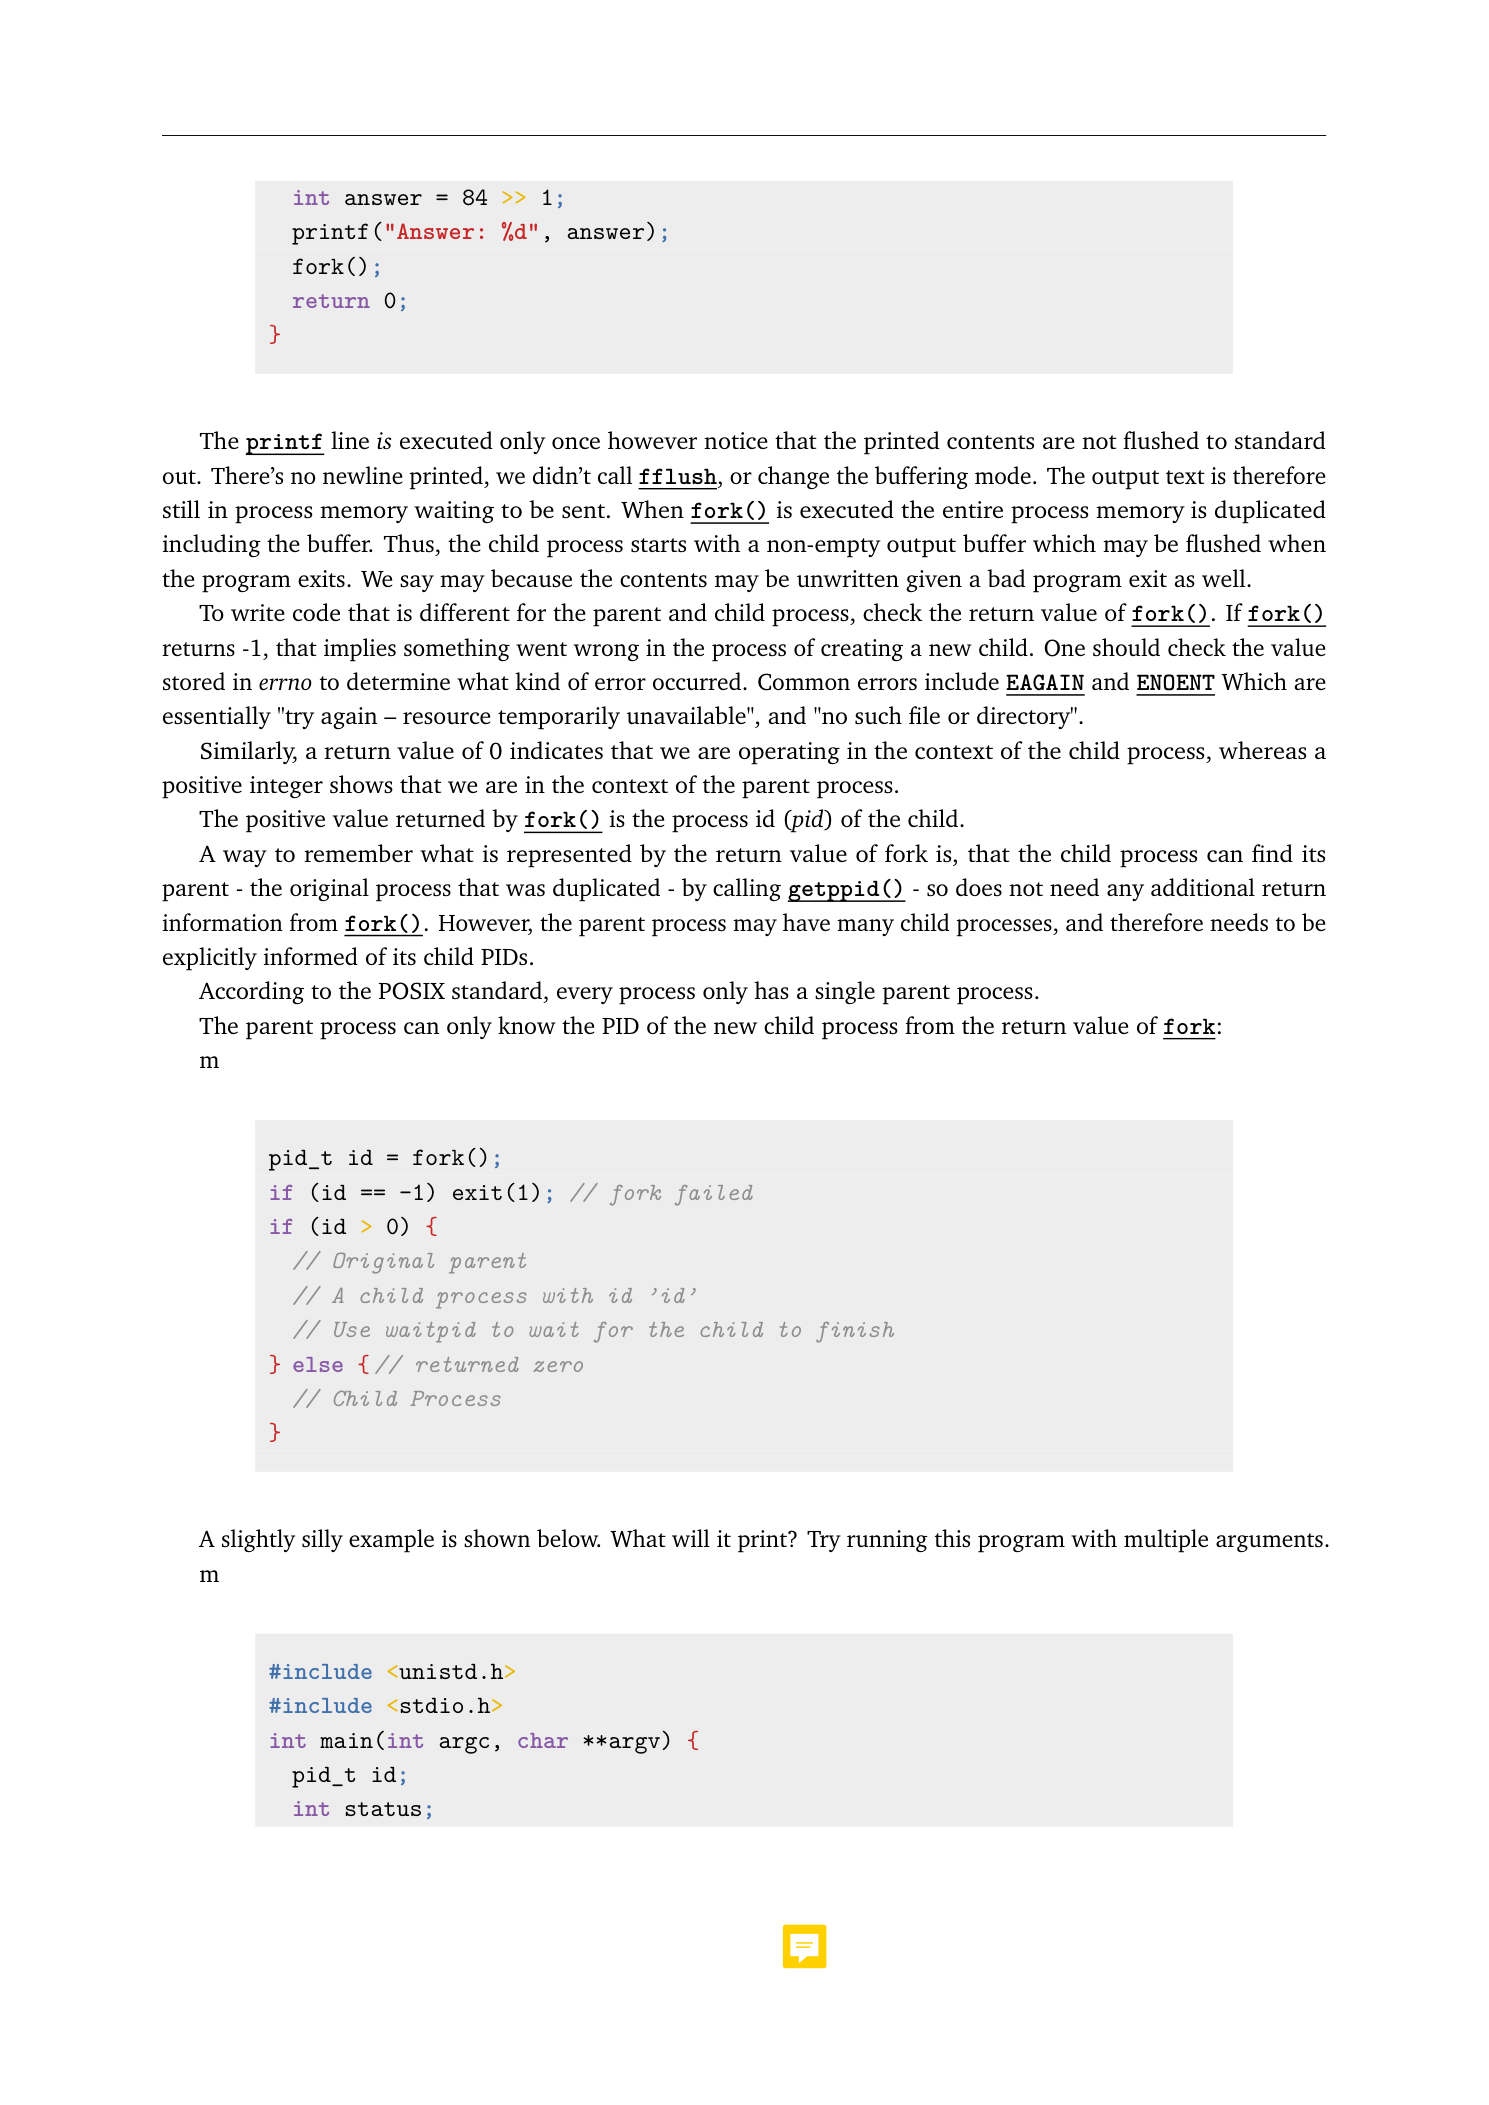 int answer = 84 >> 1;
printf("Answer: %d", answer);
fork();
return 0;
}
The printf line is executed only once however notice that the printed contents are not flushed to standard
out. There’s no newline printed, we didn’t call fflush, or change the buffering mode. The output text is therefore
still in process memory waiting to be sent. When fork() is executed the entire process memory is duplicated
including the buffer. Thus, the child process starts with a non-empty output buffer which may be flushed when
the program exits. We say may because the contents may be unwritten given a bad program exit as well.
To write code that is different for the parent and child process, check the return value of fork(). If fork()
returns -1, that implies something went wrong in the process of creating a new child. One should check the value
stored in errno to determine what kind of error occurred. Common errors include EAGAIN and ENOENT Which are
essentially "try again – resource temporarily unavailable", and "no such file or directory".
Similarly, a return value of 0 indicates that we are operating in the context of the child process, whereas a
positive integer shows that we are in the context of the parent process.
The positive value returned by fork() is the process id (pid) of the child.
A way to remember what is represented by the return value of fork is, that the child process can find its
parent - the original process that was duplicated - by calling getppid() - so does not need any additional return
information from fork(). However, the parent process may have many child processes, and therefore needs to be
explicitly informed of its child PIDs.
According to the POSIX standard, every process only has a single parent process.
The parent process can only know the PID of the new child process from the return value of fork:
m
pid_t id = fork();
if (id == -1) exit(1); // fork failed
if (id > 0) {
// Original parent
// A child process with id ’id’
// Use waitpid to wait for the child to finish
} else { // returned zero
// Child Process
}
A slightly silly example is shown below. What will it print? Try running this program with multiple arguments.
m
#include <unistd.h>
#include <stdio.h>
int main(int argc, char **argv) {
pid_t id;
int status;